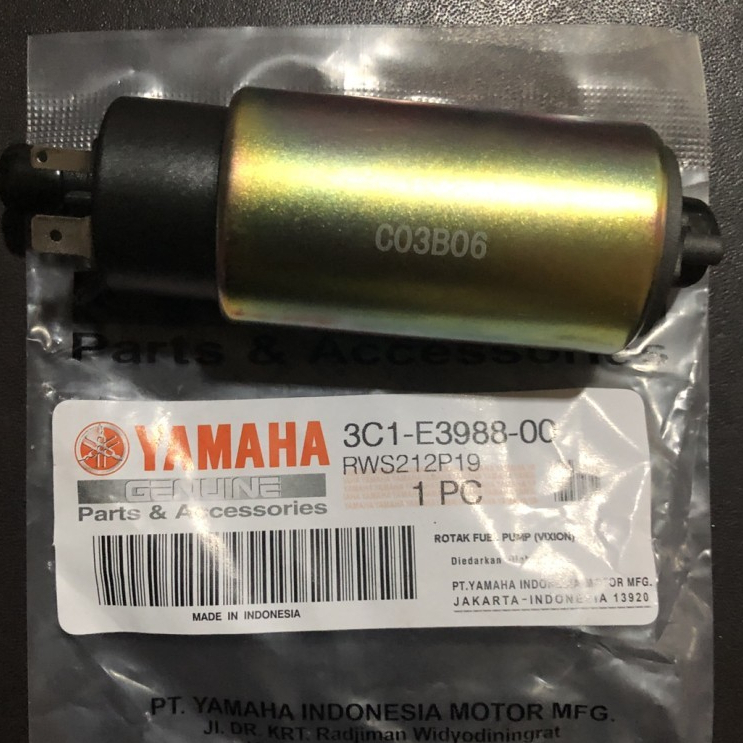 C03B06
Parts & Accessories
YAMAHA
GENUINE
Parts & Accessories
3C1-E3988-00
RWS212P19
1 PC
ROTAK FUEL PUMP (VIXION)
Diedarkan
PT.YAMAHA INDONESIA MOTOR MFG.
JAKARTA-INDONESIA 13920
MADE IN INDONESIA
PT. YAMAHA INDONESIA MOTOR MFG.
Jl. DR. KRT. Radjiman Widyodiningrat